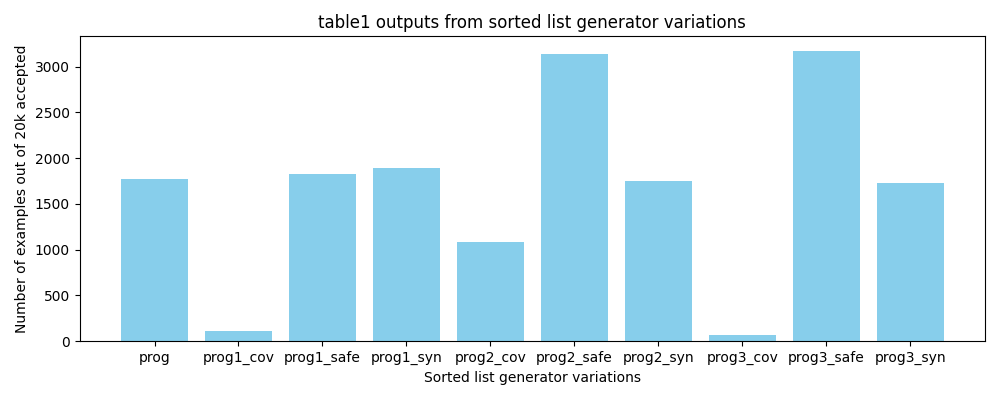 table1 outputs from sorted list generator variations
Number of examples out of 20k accepted
3000
2500
2000
1500
1000
500
0
prog prog1_cov prog1_safe prog1_syn prog2_cov prog2_safe prog2_syn prog3_cov prog3_safe prog3_syn
Sorted list generator variations